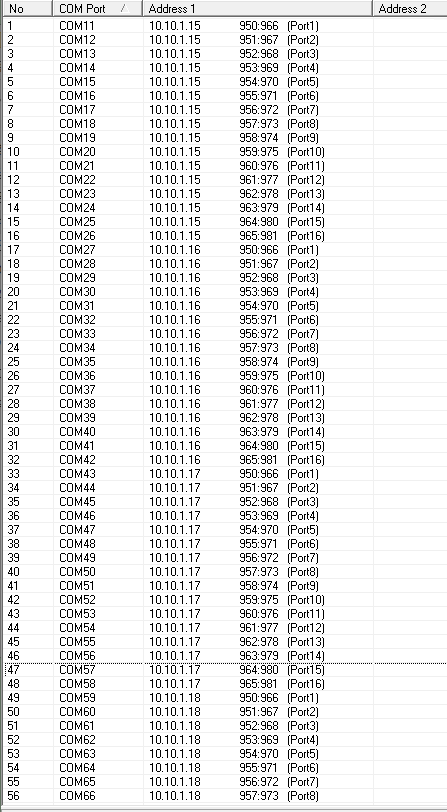 No COM Port Address 1 Address 2
1 COM11 10.10.1.15 950:966 (Port1)
2 COM12 10.10.1.15 951:967 (Port2)
3 COM13 10.10.1.15 952:968 (Port3)
4 COM14 10.10.1.15 953:969 (Port4)
5 COM15 10.10.1.15 954:970 (Port5)
6 COM16 10.10.1.15 955:971 (Port6)
7 COM17 10.10.1.15 956:972 (Port7)
8 COM18 10.10.1.15 957:973 (Port8)
9 COM19 10.10.1.15 958:974 (Port9)
10 COM20 10.10.1.15 959:975 (Port10)
11 COM21 10.10.1.15 960:976 (Port11)
12 COM22 10.10.1.15 961:977 (Port12)
13 COM23 10.10.1.15 962:978 (Port13)
14 COM24 10.10.1.15 963:979 (Port14)
15 COM25 10.10.1.15 964:980 (Port15)
16 COM26 10.10.1.15 965:981 (Port16)
17 COM27 10.10.1.16 950:966 (Port1)
18 COM28 10.10.1.16 951:967 (Port2)
19 COM29 10.10.1.16 952:968 (Port3)
20 COM30 10.10.1.16 953:969 (Port4)
21 COM31 10.10.1.16 954:970 (Port5)
22 COM32 10.10.1.16 955:971 (Port6)
23 COM33 10.10.1.16 956:972 (Port7)
24 COM34 10.10.1.16 957:973 (Port8)
25 COM35 10.10.1.16 958:974 (Port9)
26 COM36 10.10.1.16 959:975 (Port10)
27 COM37 10.10.1.16 960:976 (Port11)
28 COM38 10.10.1.16 961:977 (Port12)
29 COM39 10.10.1.16 962:978 (Port13)
30 COM40 10.10.1.16 963:979 (Port14)
31 COM41 10.10.1.16 964:980 (Port15)
32 COM42 10.10.1.16 965:981 (Port16)
33 COM43 10.10.1.17 950:966 (Port1)
34 COM44 10.10.1.17 951:967 (Port2)
35 COM45 10.10.1.17 952:968 (Port3)
36 COM46 10.10.1.17 953:969 (Port4)
37 COM47 10.10.1.17 954:970 (Port5)
38 COM48 10.10.1.17 955:971 (Port6)
39 COM49 10.10.1.17 956:972 (Port7)
40 COM50 10.10.1.17 957:973 (Port8)
41 COM51 10.10.1.17 958:974 (Port9)
42 COM52 10.10.1.17 959:975 (Port10)
43 COM53 10.10.1.17 960:976 (Port11)
44 COM54 10.10.1.17 961:977 (Port12)
45 COM55 10.10.1.17 962:978 (Port13)
46 COM56 10.10.1.17 963:979 (Port14)
47 COM57 10.10.1.17 964:980 (Port15)
48 COM58 10.10.1.17 965:981 (Port16)
49 COM59 10.10.1.18 950:966 (Port1)
50 COM60 10.10.1.18 951:967 (Port2)
51 COM61 10.10.1.18 952:968 (Port3)
52 COM62 10.10.1.18 953:969 (Port4)
53 COM63 10.10.1.18 954:970 (Port5)
54 COM64 10.10.1.18 955:971 (Port6)
55 COM65 10.10.1.18 956:972 (Port7)
56 COM66 10.10.1.18 957:973 (Port8)